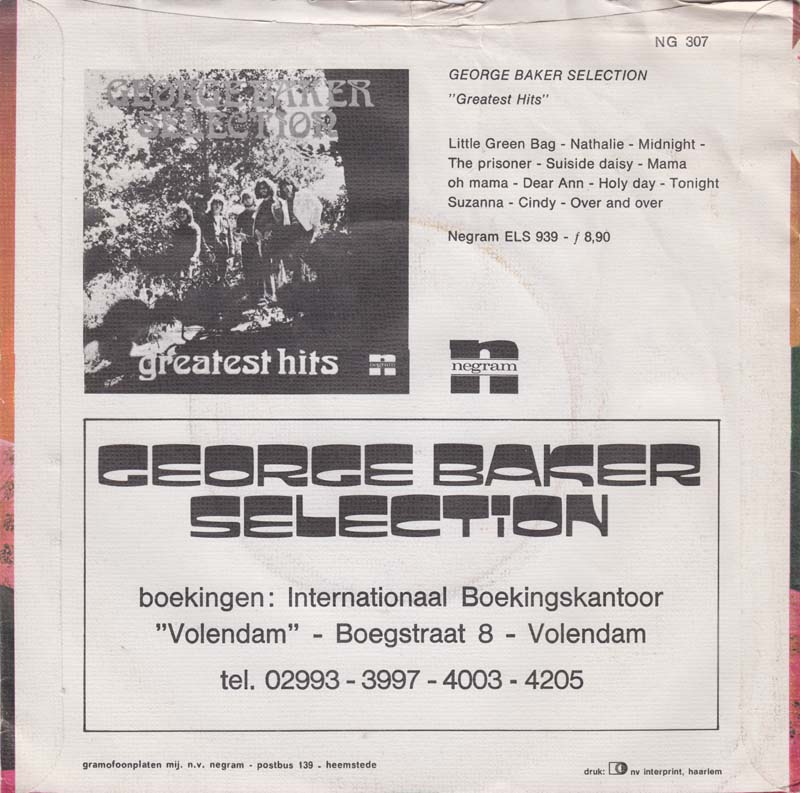 NG 307
GEORGE BAKER SELECTION
greatest hits
negram
GEORGE BAKER SELECTION
"Greatest Hits"
Little Green Bag - Nathalie - Midnight -
The prisoner - Suiside daisy - Mama
oh mama - Dear Ann - Holy day - Tonight
Suzanna - Cindy - Over and over
Negram ELS 939 - ƒ 8,90
n
negram
GEORGE BAKER
SELECTiON
boekingen: Internationaal Boekingskantoor
"Volendam" - Boegstraat 8 - Volendam
tel. 02993 - 3997 - 4003 - 4205
gramofoonplaten mij. n.v. negram - postbus 139 - heemstede
druk: nv interprint, haarlem